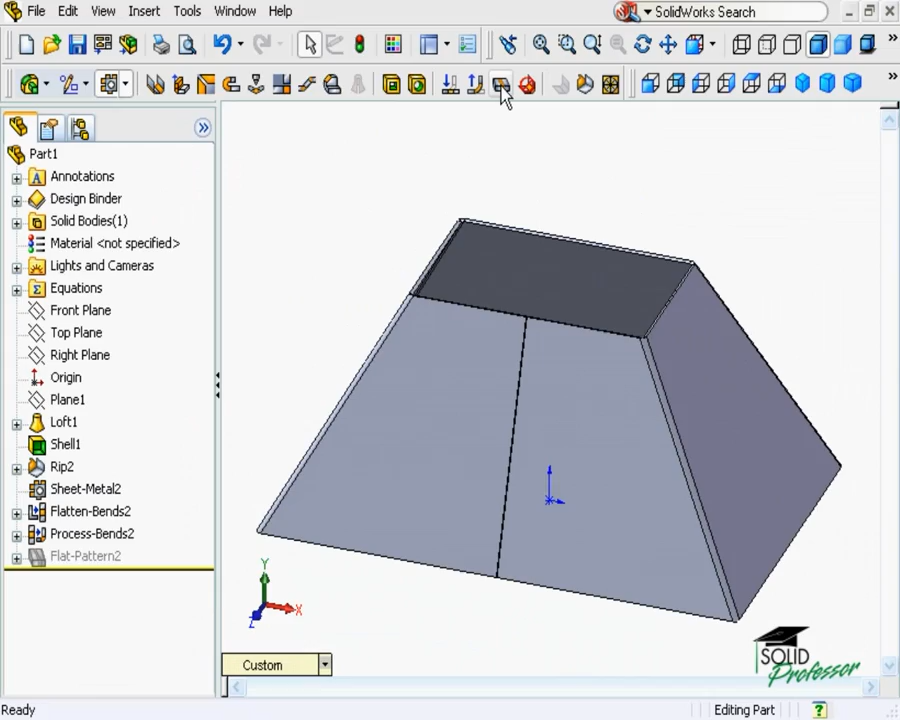 File Edit View Insert Tools Window Help SolidWorks Search
Part1
Annotations
Design Binder
Solid Bodies(1)
Material <not specified>
Lights and Cameras
Equations
Front Plane
Top Plane
Right Plane
Origin
Plane1
Loft1
Shell1
Rip2
Sheet-Metal2
Flatten-Bends2
Process-Bends2
Flat-Pattern2
Y
X
Z
Custom
SOLID
Professor
Ready Editing Part